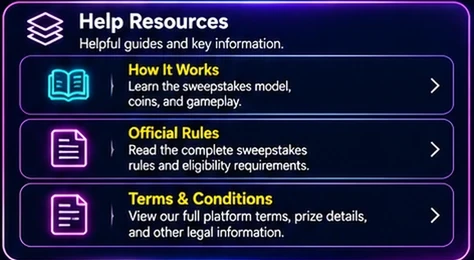 Help Resources
Helpful guides and key information.
How It Works
Learn the sweepstakes model,
coins, and gameplay.
Official Rules
Read the complete sweepstakes
rules and eligibility requirements.
Terms & Conditions
View our full platform terms, prize details,
and other legal information.